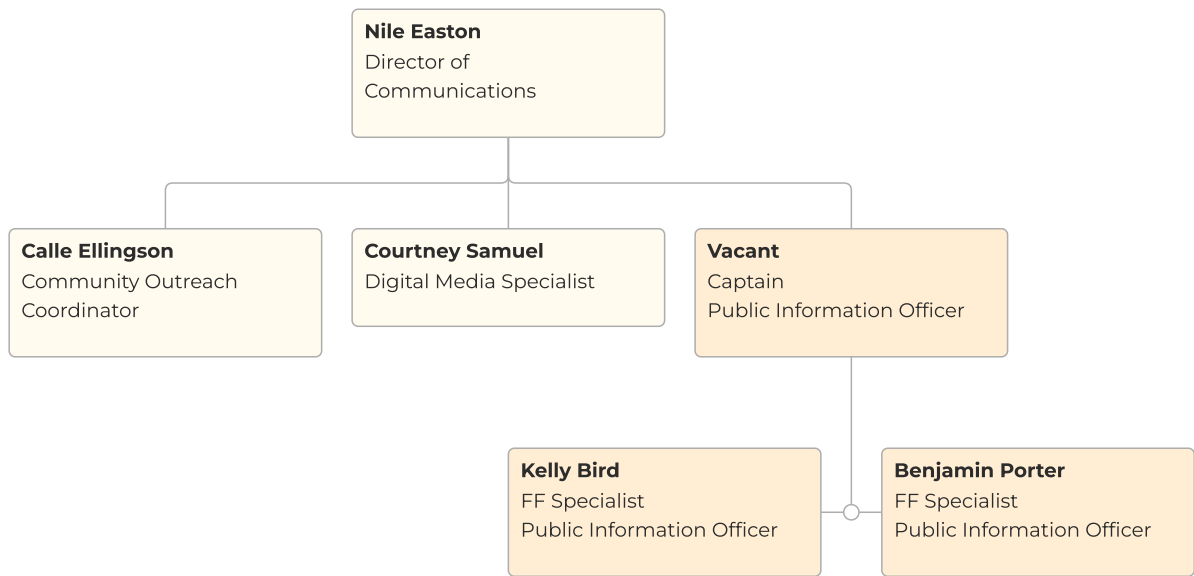 Nile Easton
Director of
Communications
Calle Ellingson
Community Outreach
Coordinator
Courtney Samuel
Digital Media Specialist
Vacant
Captain
Public Information Officer
Kelly Bird
FF Specialist
Public Information Officer
Benjamin Porter
FF Specialist
Public Information Officer